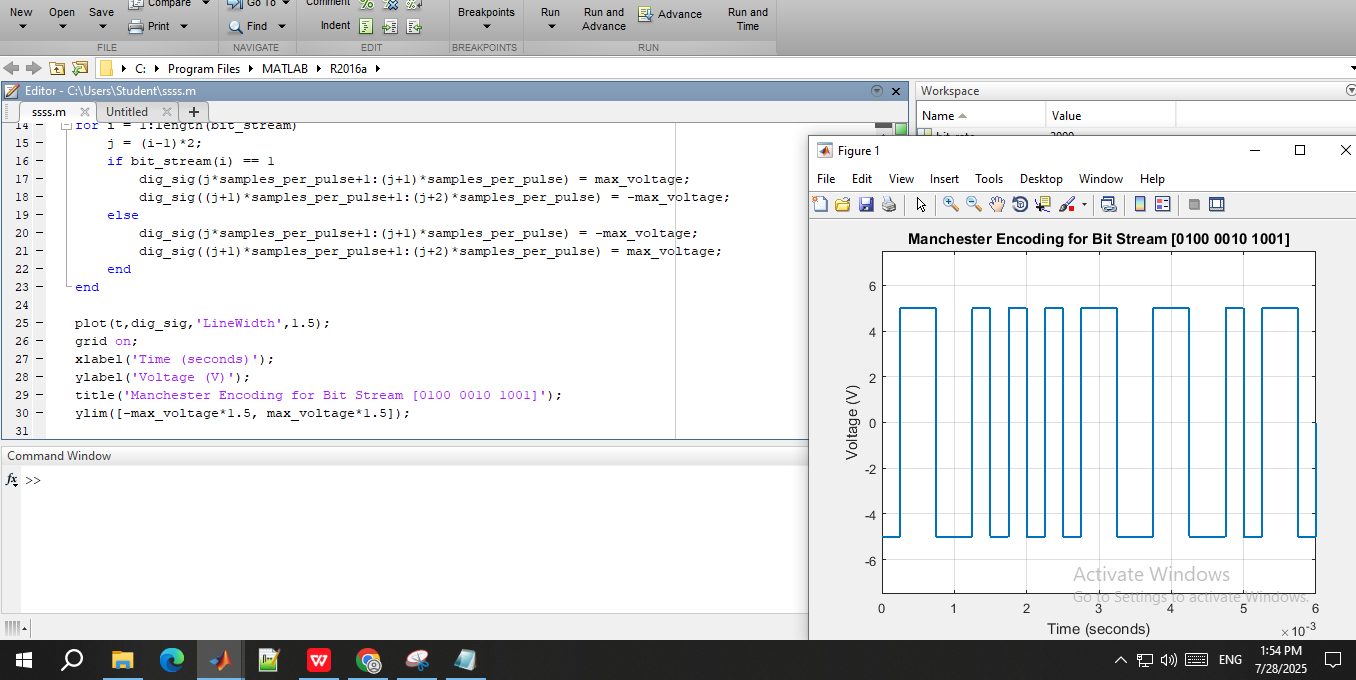 New Open Save Compare Go To Comment Breakpoints Run Run and Advance Run and
Print Find Indent Advance Time
FILE NAVIGATE EDIT BREAKPOINTS RUN
C: Program Files MATLAB R2016a
Editor - C:\Users\Student\ssss.m
ssss.m Untitled +
14 for i = 1:length(bit_stream)
15 j = (i-1)*2;
16 if bit_stream(i) == 1
17 dig_sig(j*samples_per_pulse+1:(j+1)*samples_per_pulse) = max_voltage;
18 dig_sig((j+1)*samples_per_pulse+1:(j+2)*samples_per_pulse) = -max_voltage;
19 else
20 dig_sig(j*samples_per_pulse+1:(j+1)*samples_per_pulse) = -max_voltage;
21 dig_sig((j+1)*samples_per_pulse+1:(j+2)*samples_per_pulse) = max_voltage;
22 end
23 end
24
25 plot(t,dig_sig,'LineWidth',1.5);
26 grid on;
27 xlabel('Time (seconds)');
28 ylabel('Voltage (V)');
29 title('Manchester Encoding for Bit Stream [0100 0010 1001]');
30 ylim([-max_voltage*1.5, max_voltage*1.5]);
31
Command Window
fx >>
Workspace
Name Value
bit_rate 2000
Figure 1
File Edit View Insert Tools Desktop Window Help
Manchester Encoding for Bit Stream [0100 0010 1001]
6
4
2
0
-2
-4
-6
Voltage (V)
0 1 2 3 4 5 6
Time (seconds)
×10-3
Activate Windows
Go to Settings to activate Windows.
ENG
1:54 PM
7/28/2025